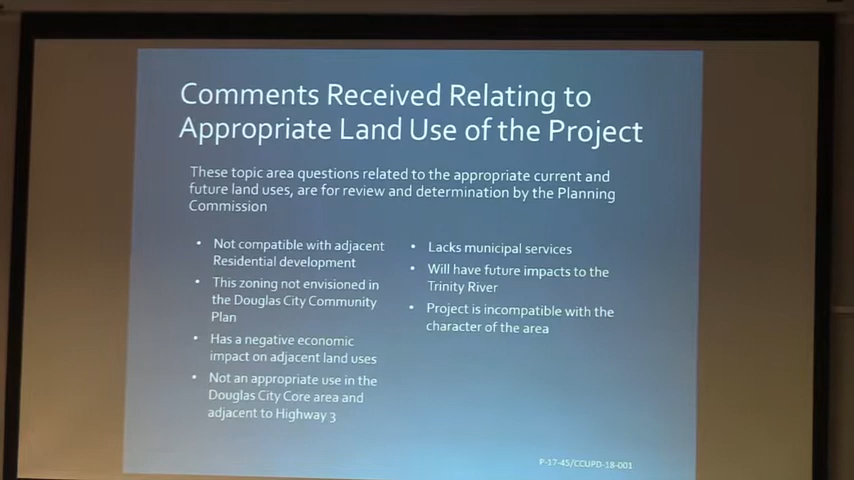 Comments Received Relating to
Appropriate Land Use of the Project
These topic area questions related to the appropriate current and
future land uses, are for review and determination by the Planning
Commission
• Not compatible with adjacent
Residential development
• This zoning not envisioned in
the Douglas City Community
Plan
• Has a negative economic
impact on adjacent land uses
• Not an appropriate use in the
Douglas City Core area and
adjacent to Highway 3
• Lacks municipal services
• Will have future impacts to the
Trinity River
• Project is incompatible with the
character of the area
P-17-45/CCUPD-18-001